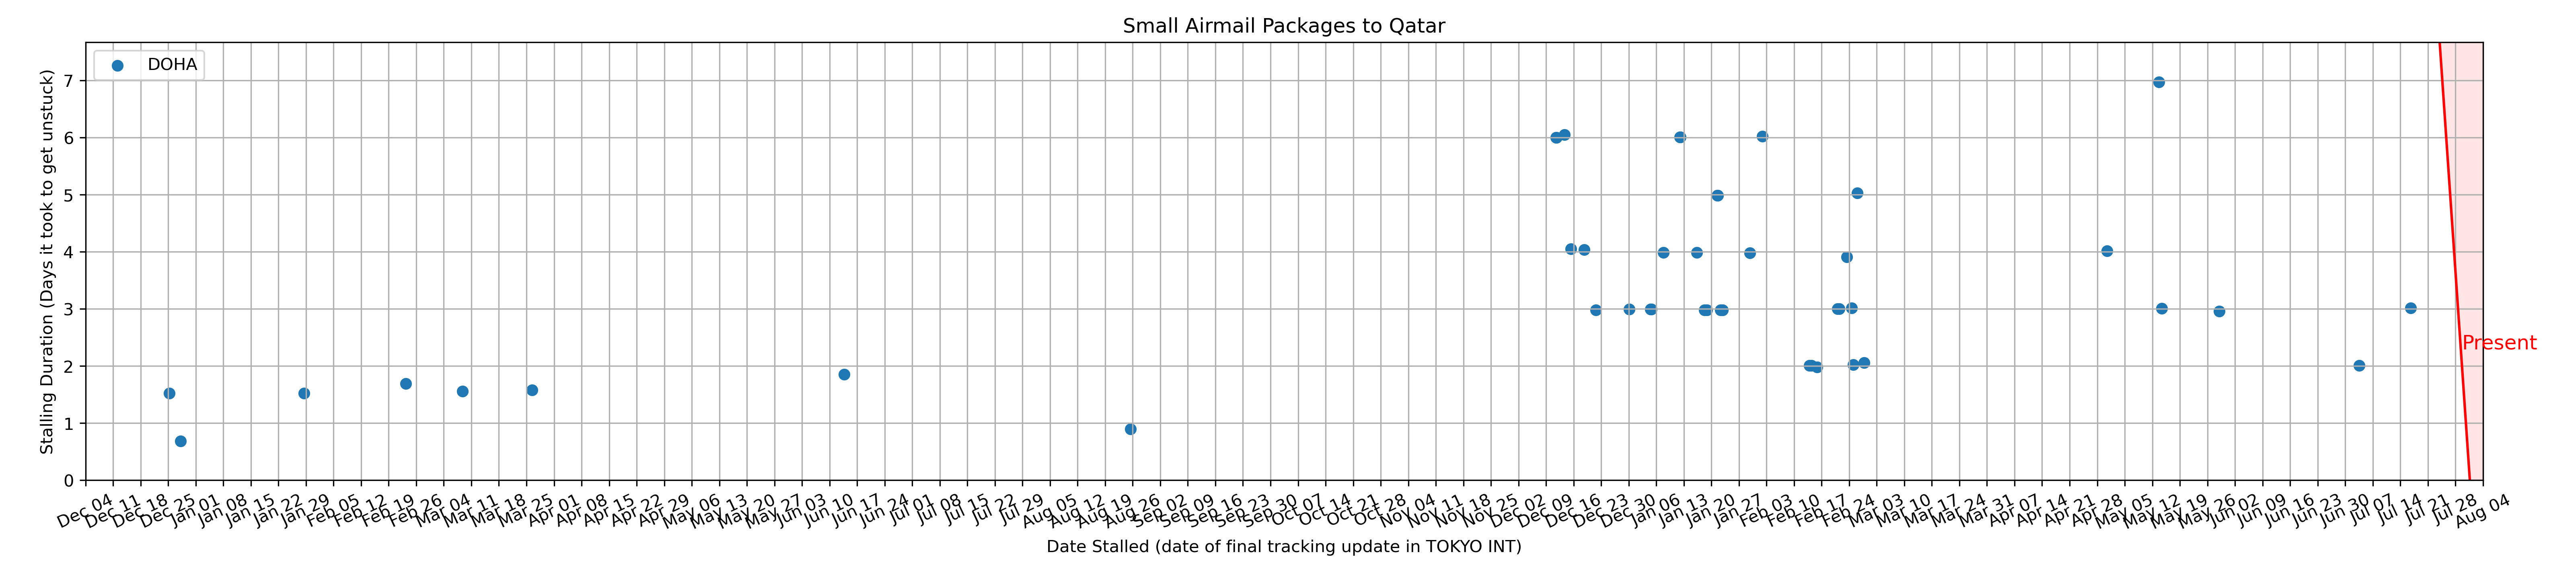 Small Airmail Packages to Qatar
DOHA
Stalling Duration (Days it took to get unstuck)
7
6
5
4
3
2
1
0
Present
Dec 04 Dec 11 Dec 18 Dec 25 Jan 01 Jan 08 Jan 15 Jan 22 Jan 29 Feb 05 Feb 12 Feb 19 Feb 26 Mar 04 Mar 11 Mar 18 Mar 25 Apr 01 Apr 08 Apr 15 Apr 22 Apr 29 May 06 May 13 May 20 May 27 Jun 03 Jun 10 Jun 17 Jun 24 Jul 01 Jul 08 Jul 15 Jul 22 Jul 29 Aug 05 Aug 12 Aug 19 Aug 26 Sep 02 Sep 09 Sep 16 Sep 23 Sep 30 Oct 07 Oct 14 Oct 21 Oct 28 Nov 04 Nov 11 Nov 18 Nov 25 Dec 02 Dec 09 Dec 16 Dec 23 Dec 30 Jan 06 Jan 13 Jan 20 Jan 27 Feb 03 Feb 10 Feb 17 Feb 24 Mar 03 Mar 10 Mar 17 Mar 24 Mar 31 Apr 07 Apr 14 Apr 21 Apr 28 May 05 May 12 May 19 May 26 Jun 02 Jun 09 Jun 16 Jun 23 Jun 30 Jul 07 Jul 14 Jul 21 Jul 28 Aug 04
Date Stalled (date of final tracking update in TOKYO INT)